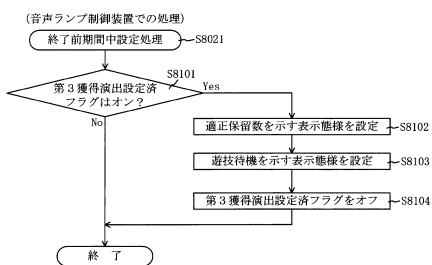 (音声ランプ制御装置での処理)
終了前期間中設定処理
S8021
S8101
第3獲得演出設定済
フラグはオン？
Yes
No
適正保留数を示す表示態様を設定
S8102
遊技待機を示す表示態様を設定
S8103
第3獲得演出設定済フラグをオフ
S8104
終 了